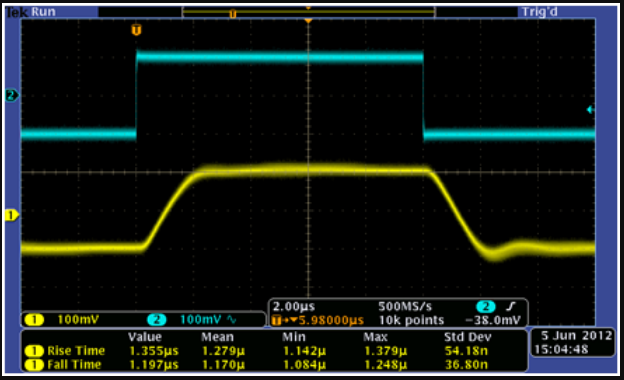 Tek Run Trig'd
T
T
2
1
1 100mV 2 100mV ∿ 2.00µs 500MS/s 2 ʃ
T→▼5.98000µs 10k points −38.0mV
Value Mean Min Max Std Dev
1 Rise Time 1.355µs 1.279µ 1.142µ 1.379µ 54.18n
1 Fall Time 1.197µs 1.170µ 1.084µ 1.248µ 36.80n
5 Jun 2012
15:04:48